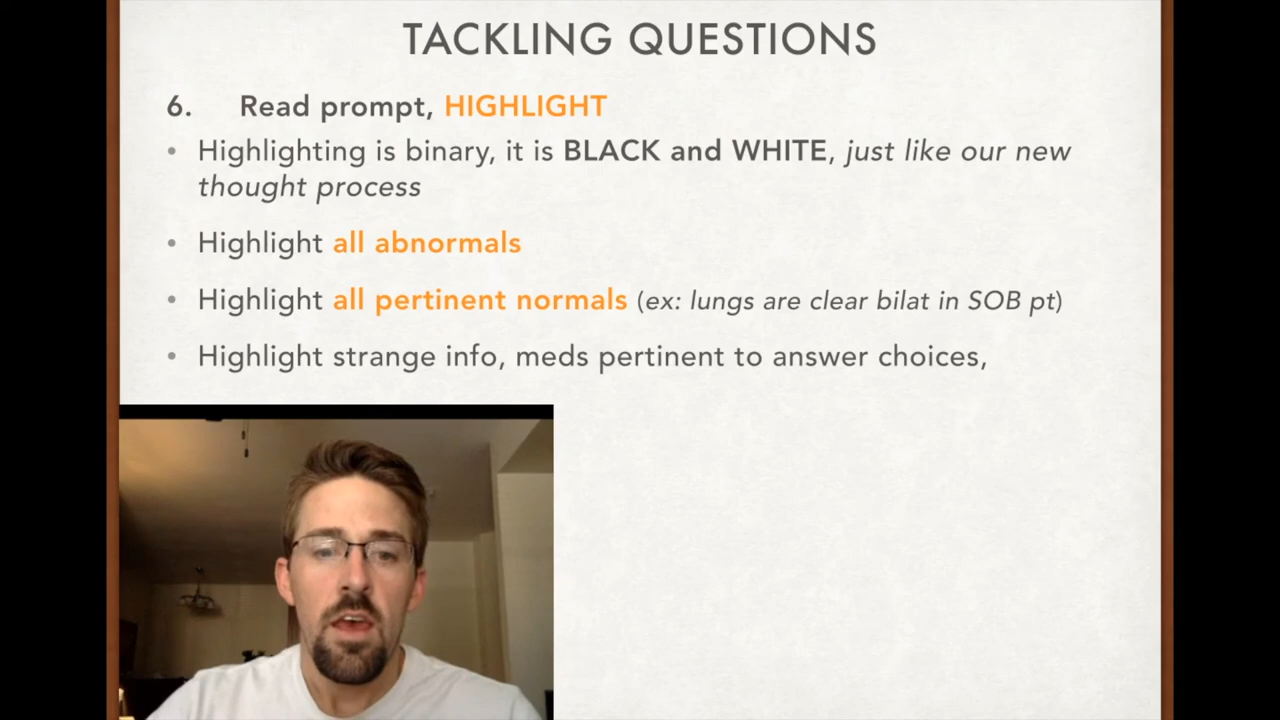 TACKLING QUESTIONS
6. Read prompt, HIGHLIGHT
• Highlighting is binary, it is BLACK and WHITE, just like our new
thought process
• Highlight all abnormals
• Highlight all pertinent normals (ex: lungs are clear bilat in SOB pt)
• Highlight strange info, meds pertinent to answer choices,